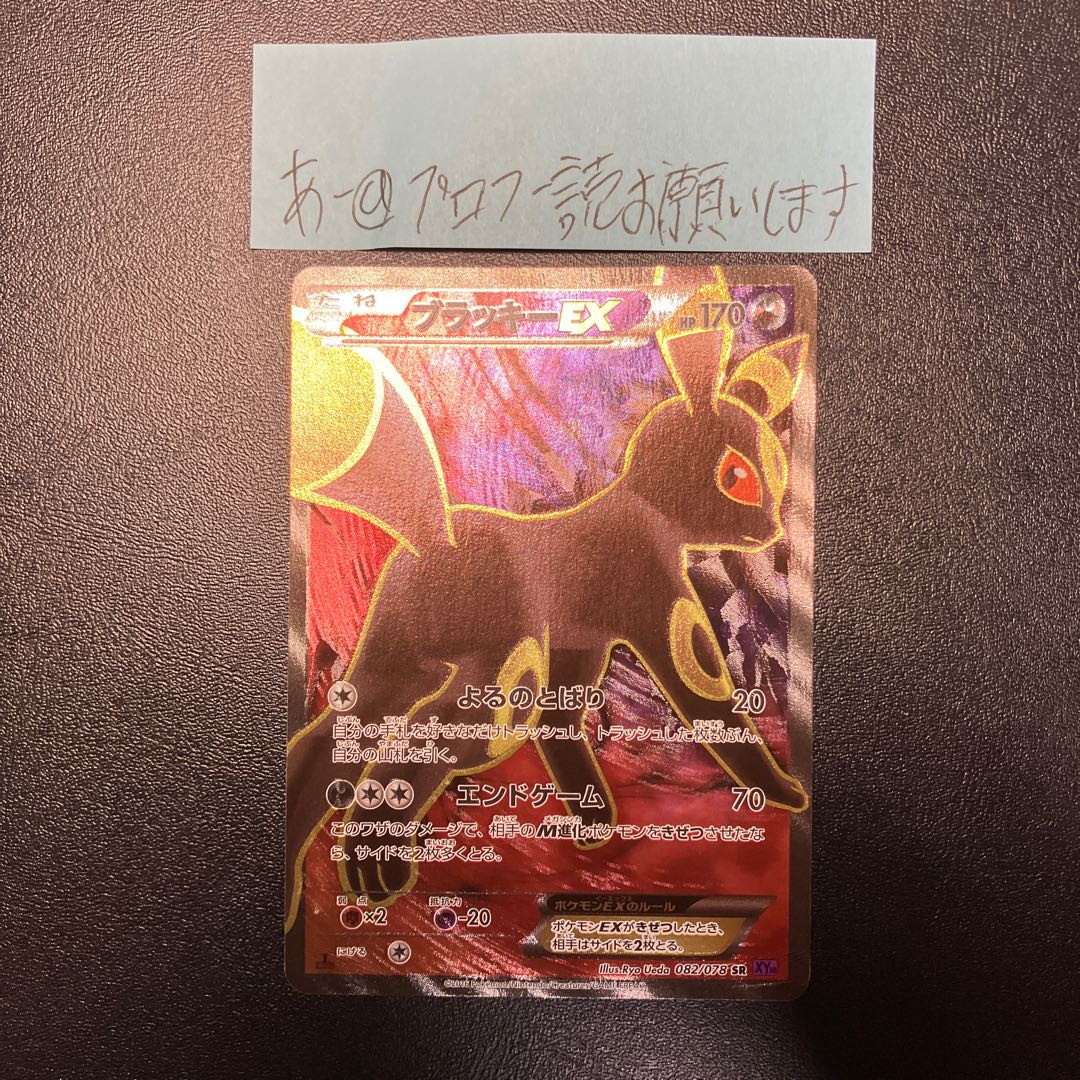 あー@プロフ一読お願いします
たね ブラッキーEX HP170
よるのとばり 20
自分の手札を好きなだけトラッシュし、トラッシュした枚数ぶん、
自分の山札を引く。
エンドゲーム 70
このワザのダメージで、相手のM進化ポケモンをきぜつさせたな
ら、サイドを2枚多くとる。
弱点 抵抗力
×2 -20
にげる
ポケモンEXのルール
ポケモンEXがきぜつしたとき、
相手はサイドを2枚とる。
Illus.Ryo Ueda 082/078 SR XY10
©2016 Pokémon/Nintendo/Creatures/GAME FREAK